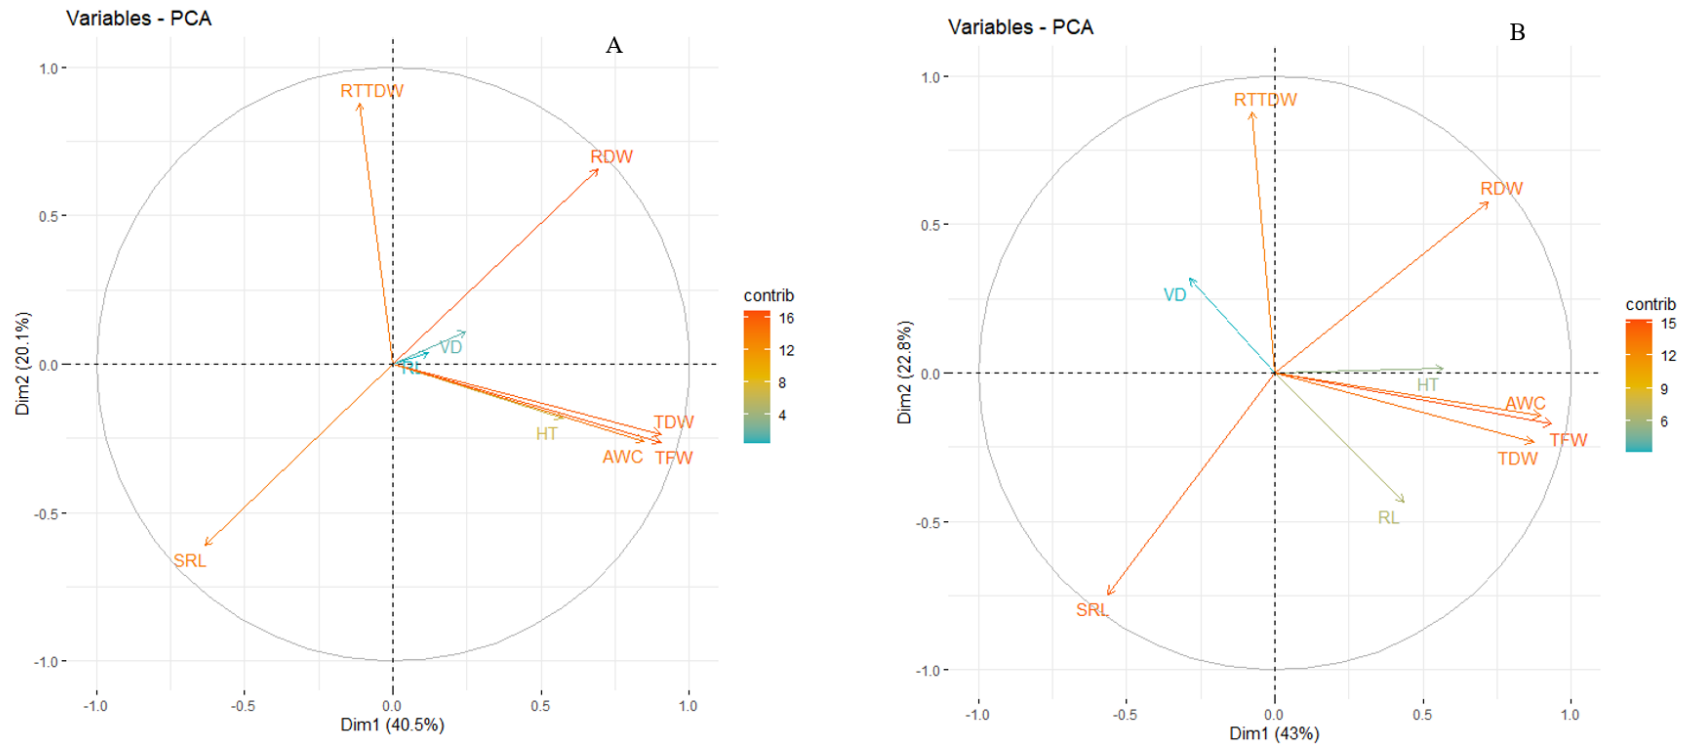 Variables - PCA
A
1.0
0.5
0.0
-0.5
-1.0
Dim2 (20.1%)
RTTDW
RDW
VD
RL
TDW
HT
AWC
TFW
SRL
-1.0
-0.5
0.0
0.5
1.0
Dim1 (40.5%)
contrib
16
12
8
4
Variables - PCA
B
1.0
0.5
0.0
-0.5
-1.0
Dim2 (22.8%)
RTTDW
RDW
VD
HT
AWC
TFW
TDW
RL
SRL
-1.0
-0.5
0.0
0.5
1.0
Dim1 (43%)
contrib
15
12
9
6